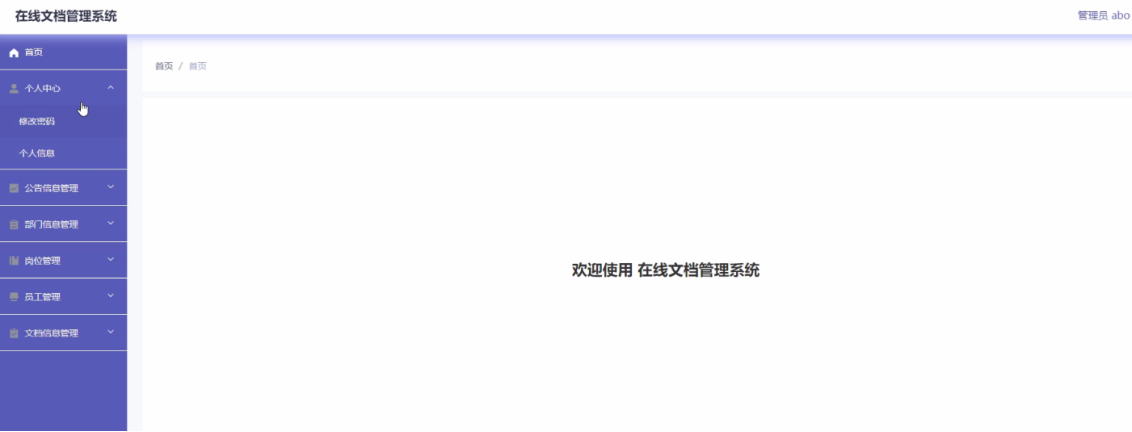 在线文档管理系统
管理员 abo
首页
个人中心
修改密码
个人信息
公告信息管理
部门信息管理
岗位管理
员工管理
文档信息管理
首页 / 首页
欢迎使用 在线文档管理系统